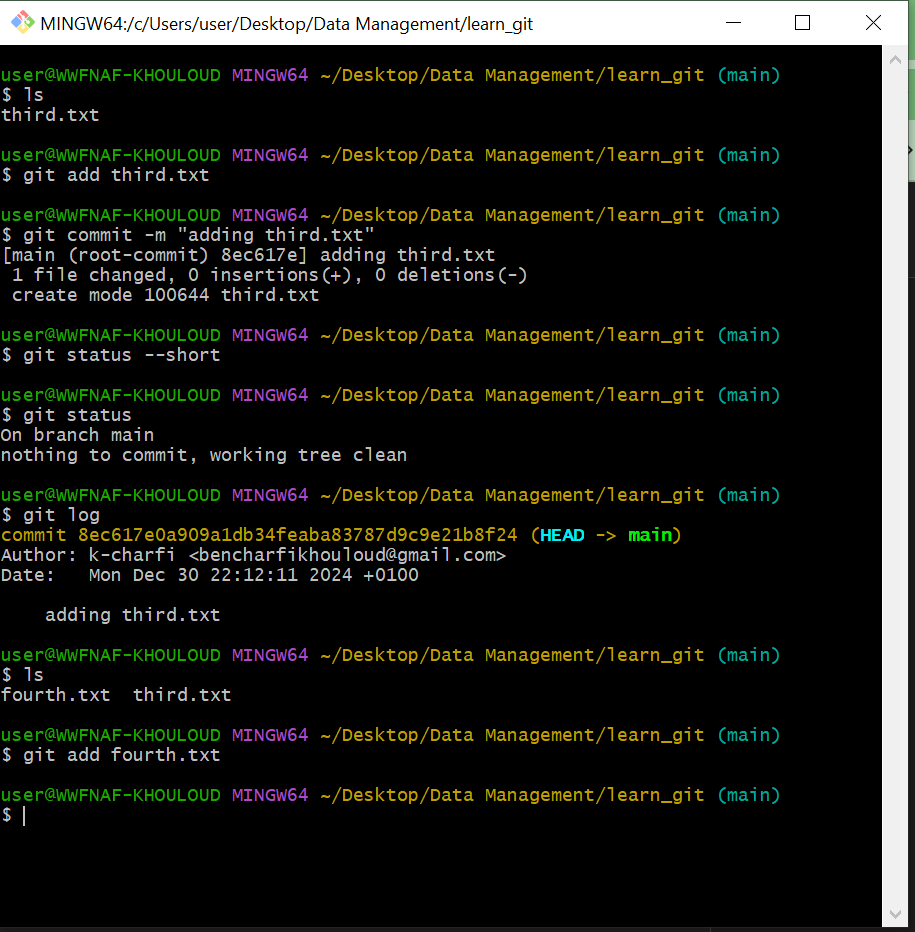 MINGW64:/c/Users/user/Desktop/Data Management/learn_git
user@WWFNAF-KHOULOUD MINGW64 ~/Desktop/Data Management/learn_git (main)
$ ls
third.txt
user@WWFNAF-KHOULOUD MINGW64 ~/Desktop/Data Management/learn_git (main)
$ git add third.txt
user@WWFNAF-KHOULOUD MINGW64 ~/Desktop/Data Management/learn_git (main)
$ git commit -m "adding third.txt"
[main (root-commit) 8ec617e] adding third.txt
 1 file changed, 0 insertions(+), 0 deletions(-)
 create mode 100644 third.txt
user@WWFNAF-KHOULOUD MINGW64 ~/Desktop/Data Management/learn_git (main)
$ git status --short
user@WWFNAF-KHOULOUD MINGW64 ~/Desktop/Data Management/learn_git (main)
$ git status
On branch main
nothing to commit, working tree clean
user@WWFNAF-KHOULOUD MINGW64 ~/Desktop/Data Management/learn_git (main)
$ git log
commit 8ec617e0a909a1db34feaba83787d9c9e21b8f24 (HEAD -> main)
Author: k-charfi <bencharfikhouloud@gmail.com>
Date:   Mon Dec 30 22:12:11 2024 +0100
    adding third.txt
user@WWFNAF-KHOULOUD MINGW64 ~/Desktop/Data Management/learn_git (main)
$ ls
fourth.txt  third.txt
user@WWFNAF-KHOULOUD MINGW64 ~/Desktop/Data Management/learn_git (main)
$ git add fourth.txt
user@WWFNAF-KHOULOUD MINGW64 ~/Desktop/Data Management/learn_git (main)
$